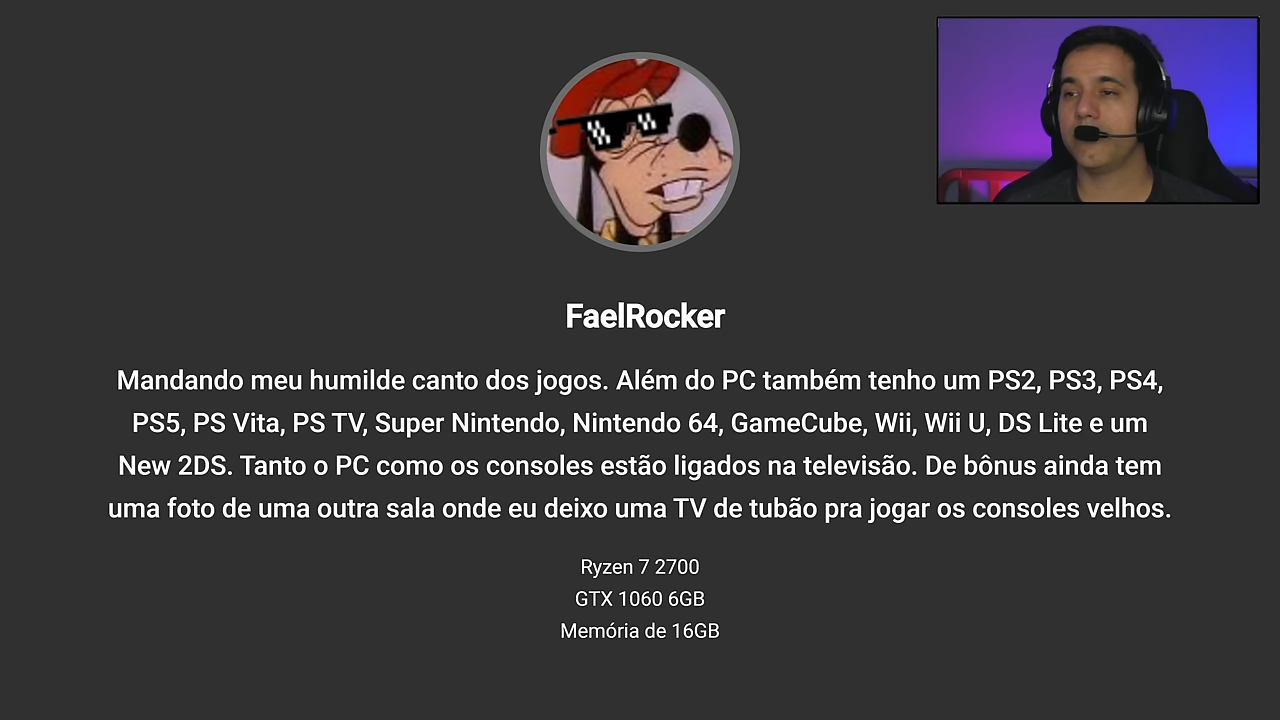 FaelRocker
Mandando meu humilde canto dos jogos. Além do PC também tenho um PS2, PS3, PS4,
PS5, PS Vita, PS TV, Super Nintendo, Nintendo 64, GameCube, Wii, Wii U, DS Lite e um
New 2DS. Tanto o PC como os consoles estão ligados na televisão. De bônus ainda tem
uma foto de uma outra sala onde eu deixo uma TV de tubão pra jogar os consoles velhos.
Ryzen 7 2700
GTX 1060 6GB
Memória de 16GB